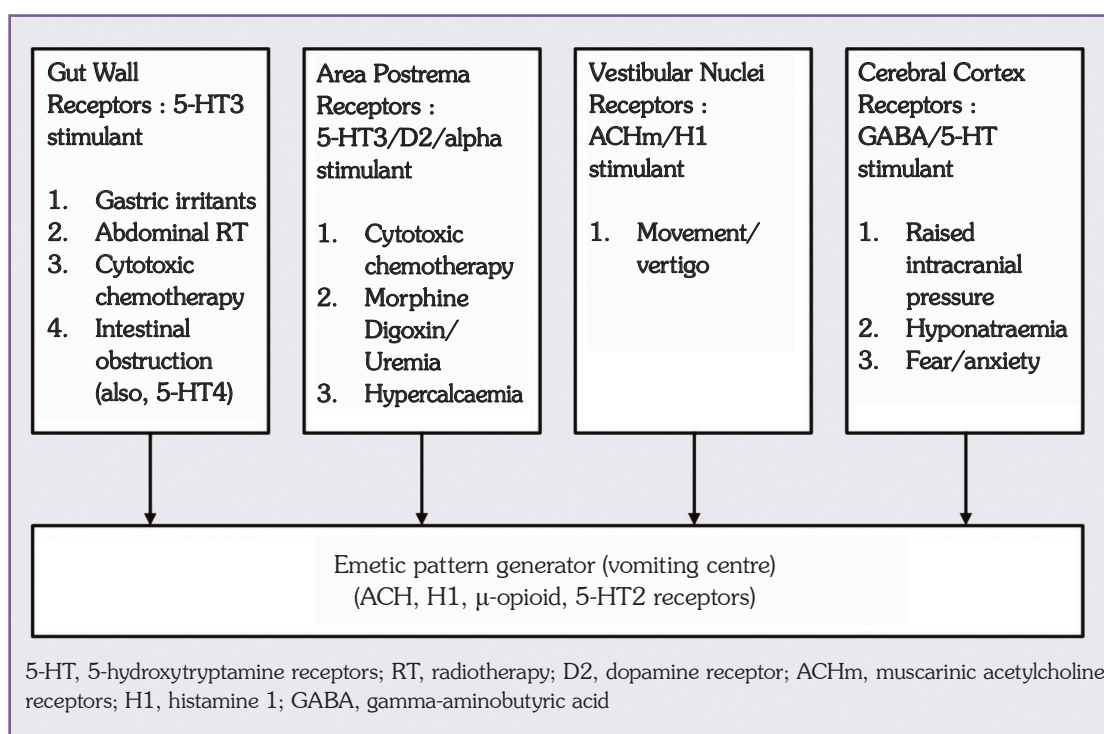 Gut Wall
Receptors : 5-HT3
stimulant
1. Gastric irritants
2. Abdominal RT
3. Cytotoxic
chemotherapy
4. Intestinal
obstruction
(also, 5-HT4)
Area Postrema
Receptors :
5-HT3/D2/alpha
stimulant
1. Cytotoxic
chemotherapy
2. Morphine
Digoxin/
Uremia
3. Hypercalcaemia
Vestibular Nuclei
Receptors :
ACHm/H1
stimulant
1. Movement/
vertigo
Cerebral Cortex
Receptors :
GABA/5-HT
stimulant
1. Raised
intracranial
pressure
2. Hyponatraemia
3. Fear/anxiety
Emetic pattern generator (vomiting centre)
(ACH, H1, μ-opioid, 5-HT2 receptors)
5-HT, 5-hydroxytryptamine receptors; RT, radiotherapy; D2, dopamine receptor; ACHm, muscarinic acetylcholine
receptors; H1, histamine 1; GABA, gamma-aminobutyric acid